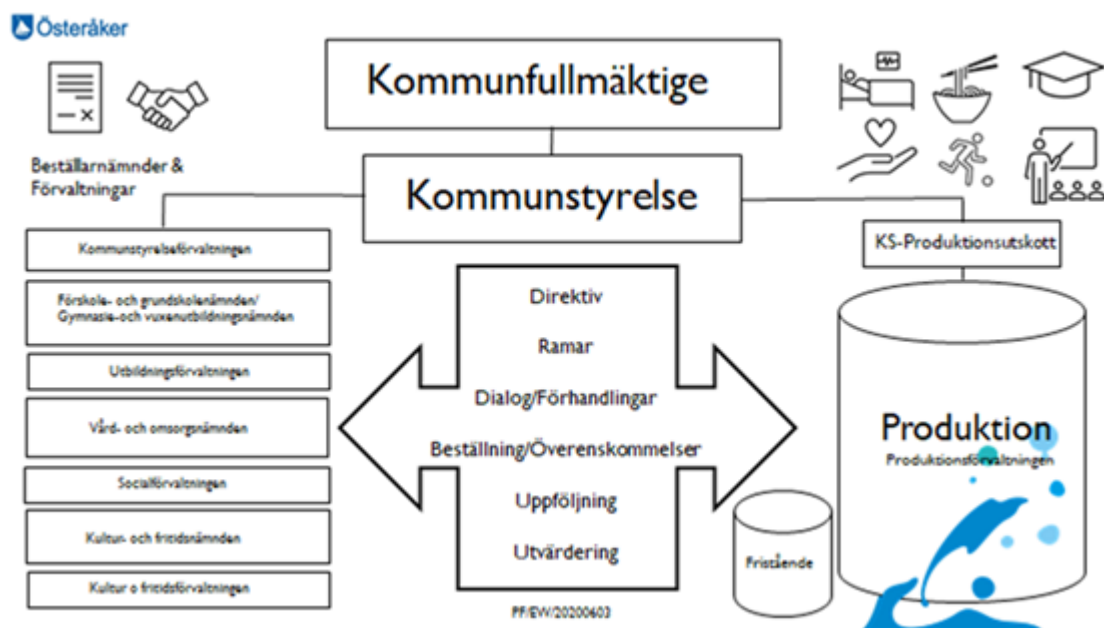 Österåker
Kommunfullmäktige
Beställarnämnder &
Förvaltningar
Kommunstyrelse
Kommunstyrelseförvaltningen
Förskole- och grundskolenämnden/
Gymnasie-och vuxenutbildningsnämnden
Utbildningsförvaltningen
Vård- och omsorgsnämnden
Socialförvaltningen
Kultur- och fritidsnämnden
Kultur o fritidsförvaltningen
Direktiv
Ramar
Dialog/Förhandlingar
Beställning/Överenskommelser
Uppföljning
Utvärdering
PF/EW/20200603
KS-Produktionsutskott
Produktion
Produktionsförvaltningen
Fristående